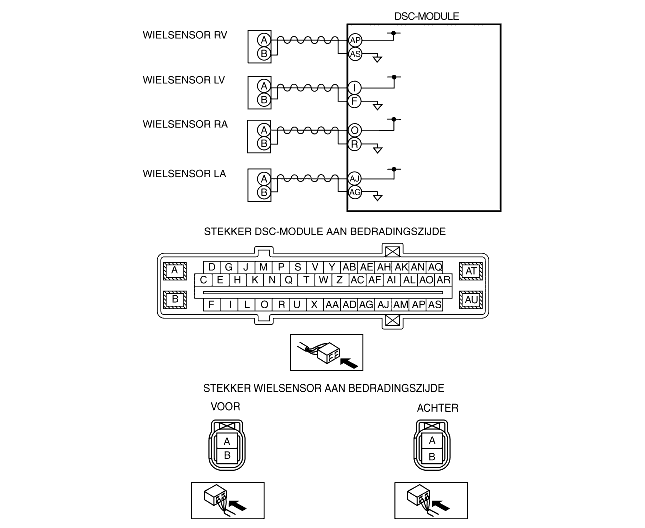 DSC-MODULE
WIELSENSOR RV A AP
B AS
WIELSENSOR LV A I
B F
WIELSENSOR RA A O
B R
WIELSENSOR LA A AJ
B AG
STEKKER DSC-MODULE AAN BEDRADINGSZIJDE
A D G J M P S V Y AB AE AH AK AN AQ AT
C E H K N Q T W Z AC AF AI AL AO AR
B F I L O R U X AA AD AG AJ AM AP AS AU
STEKKER WIELSENSOR AAN BEDRADINGSZIJDE
VOOR ACHTER
A A
B B